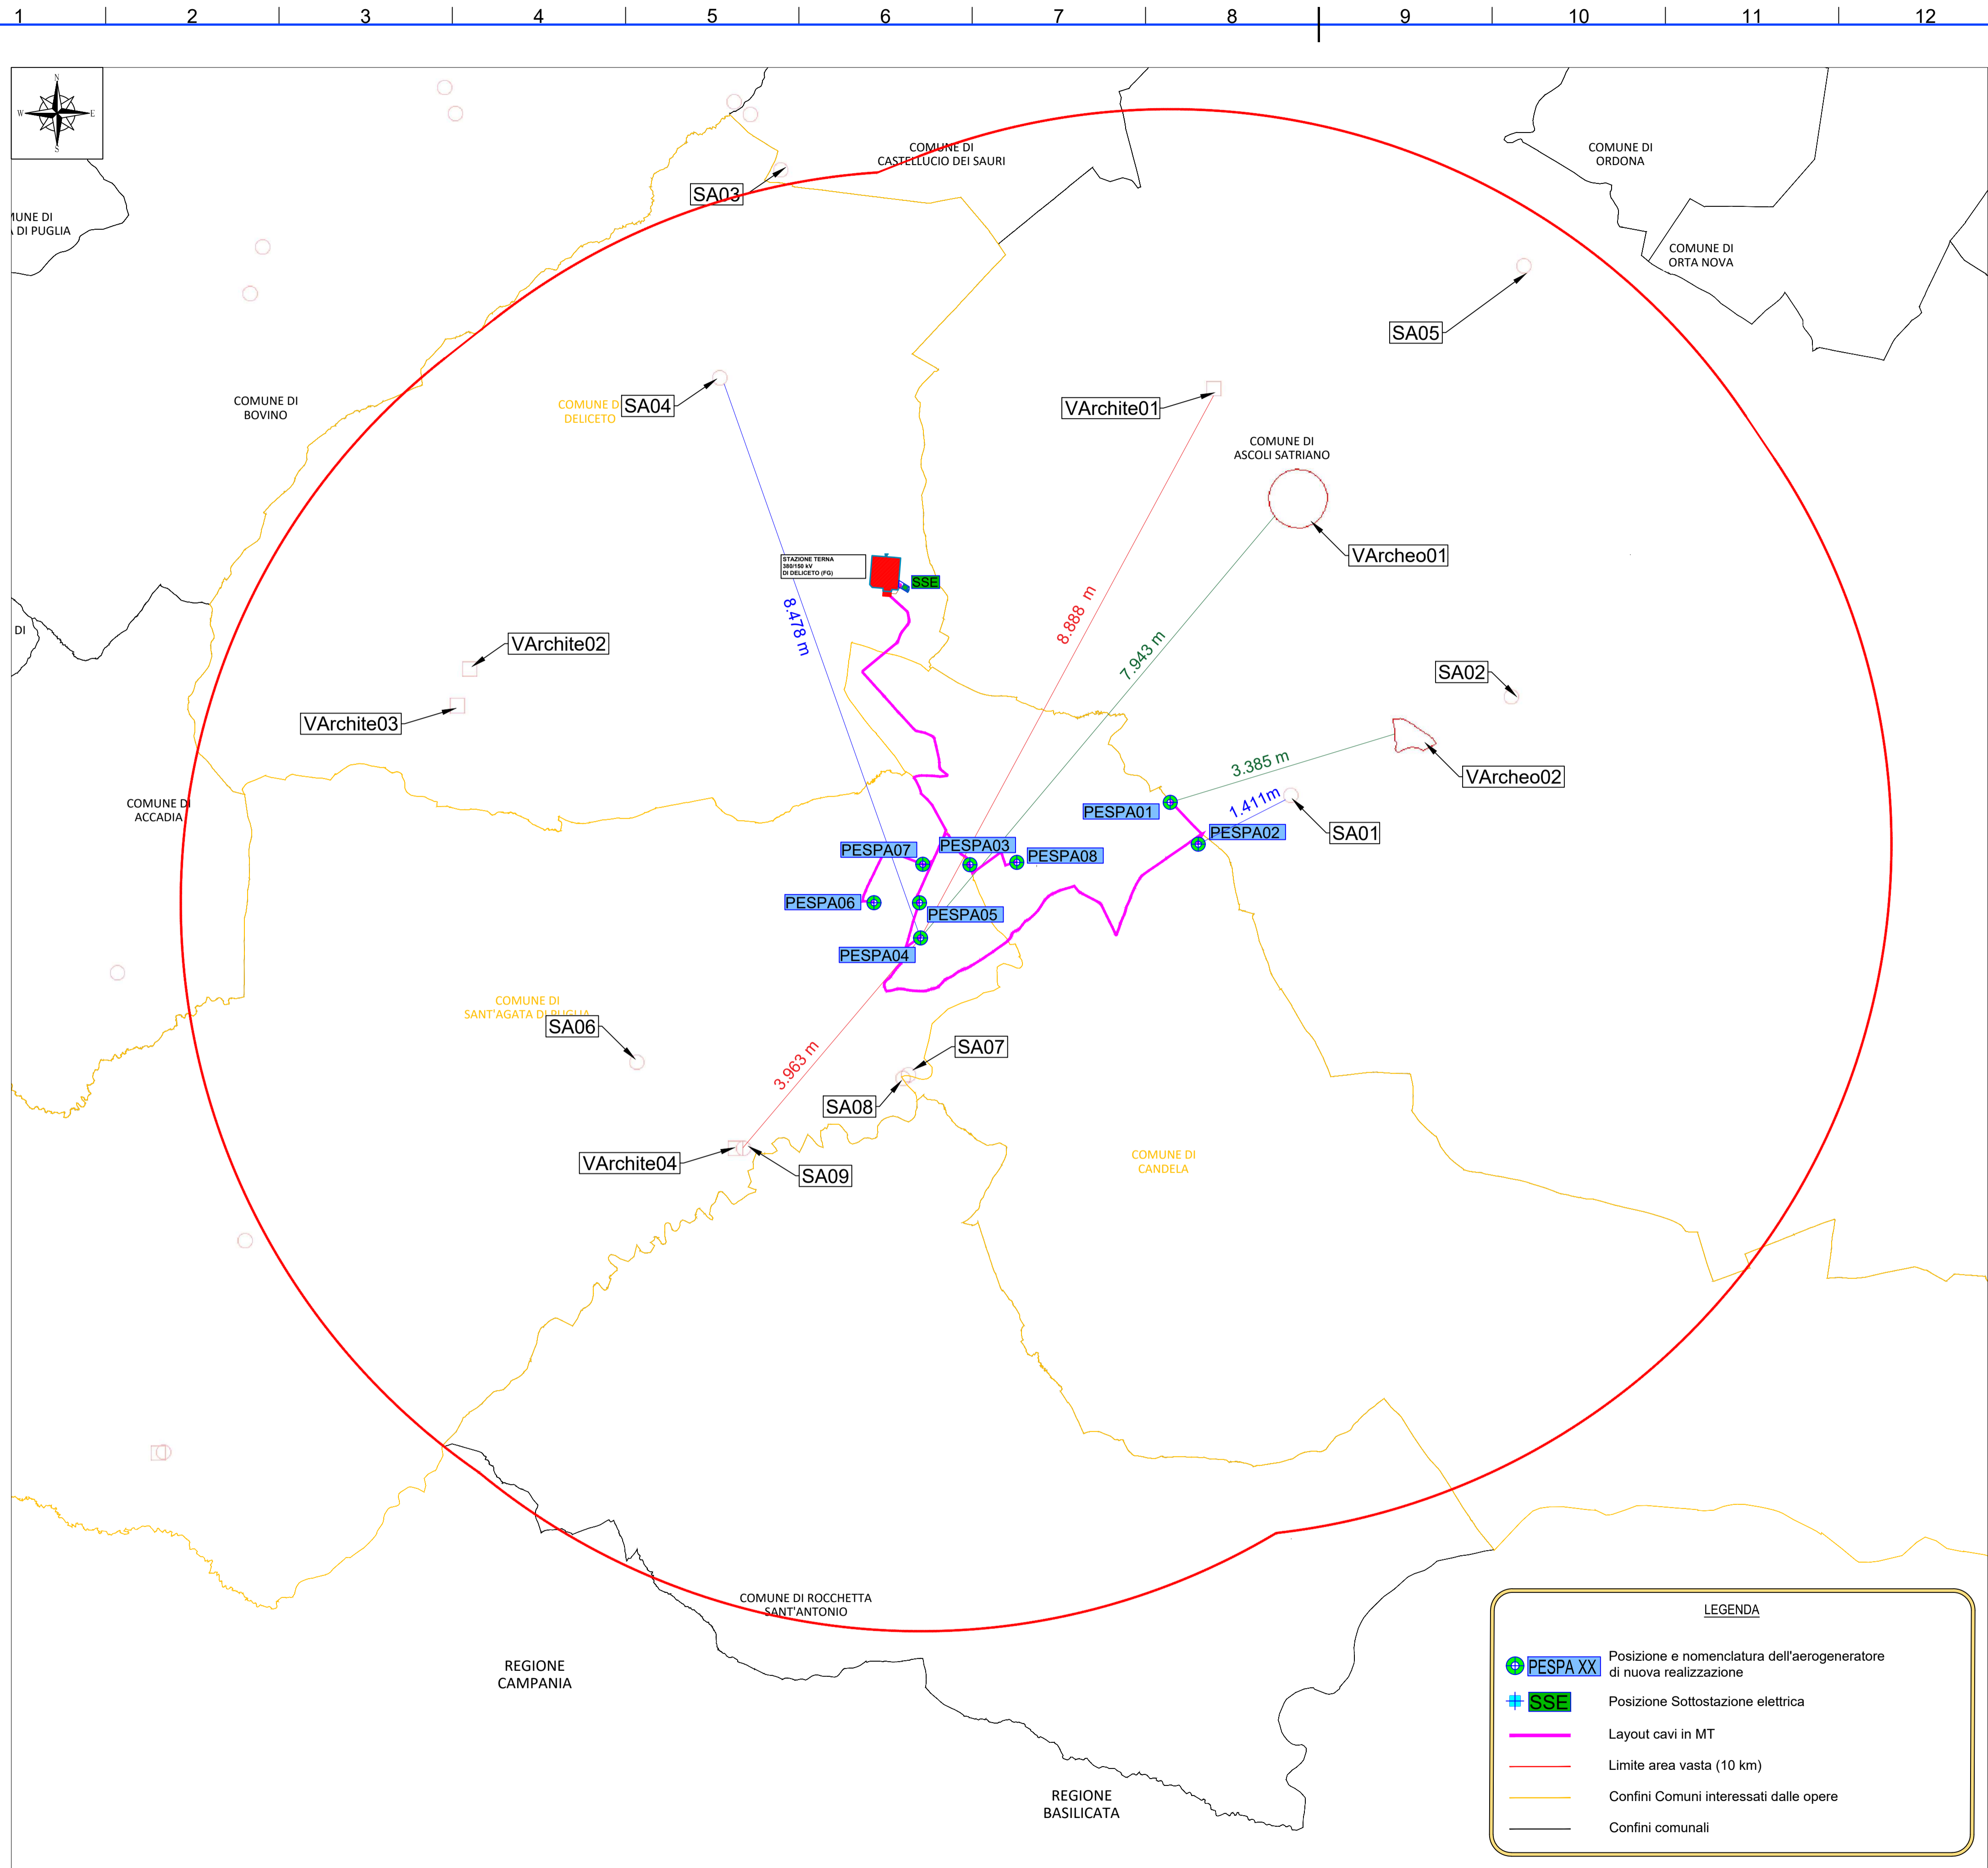 1 2 3 4 5 6 7 8 9 10 11 12
N
W E
S
COMUNE DI
CASTELLUCIO DEI SAURI
COMUNE DI
ORDONA
SA03
MUNE DI
DI PUGLIA
COMUNE DI
ORTA NOVA
SA05
COMUNE DI
BOVINO
COMUNE D
DELICETO
SA04
VArchite01
COMUNE DI
ASCOLI SATRIANO
VArcheo01
STAZIONE TERNA
380/150 kV
DI DELICETO (FG)
SSE
8.478 m
8.888 m
7.943 m
DI
VArchite02
SA02
VArchite03
3.385 m
VArcheo02
COMUNE DI
ACCADIA
PESPA01
1.411m
PESPA02
SA01
PESPA07
PESPA03
PESPA08
PESPA06
PESPA05
PESPA04
COMUNE DI
SANT'AGATA DI PUGLIA
SA06
SA07
3.963 m
SA08
VArchite04
SA09
COMUNE DI
CANDELA
COMUNE DI ROCCHETTA
SANT'ANTONIO
REGIONE
CAMPANIA
REGIONE
BASILICATA
LEGENDA
PESPA XX
Posizione e nomenclatura dell'aerogeneratore
di nuova realizzazione
SSE
Posizione Sottostazione elettrica
Layout cavi in MT
Limite area vasta (10 km)
Confini Comuni interessati dalle opere
Confini comunali